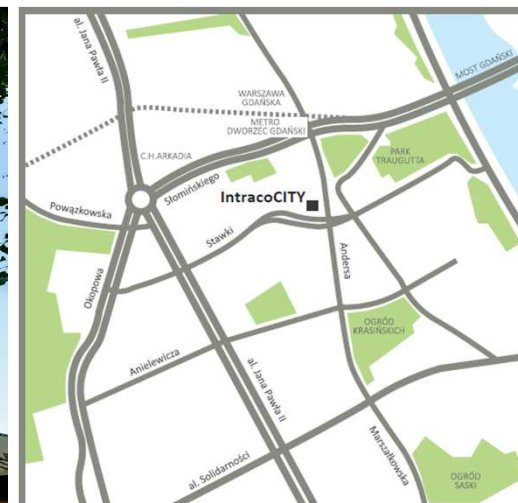 al. Jana Pawła II
MOST GDAŃSKI
WARSZAWA
GDAŃSKA
METRO
DWORZEC GDAŃSKI
C.H.ARKADIA
PARK
TRAUGUTTA
Słomińskiego
IntracoCITY
Powązkowska
Stawki
Andersa
Okopowa
OGRÓD
KRASIŃSKICH
Anielewicza
al. Jana Pawła II
Marszałkowska
al. Solidarności
OGRÓD
SASKI